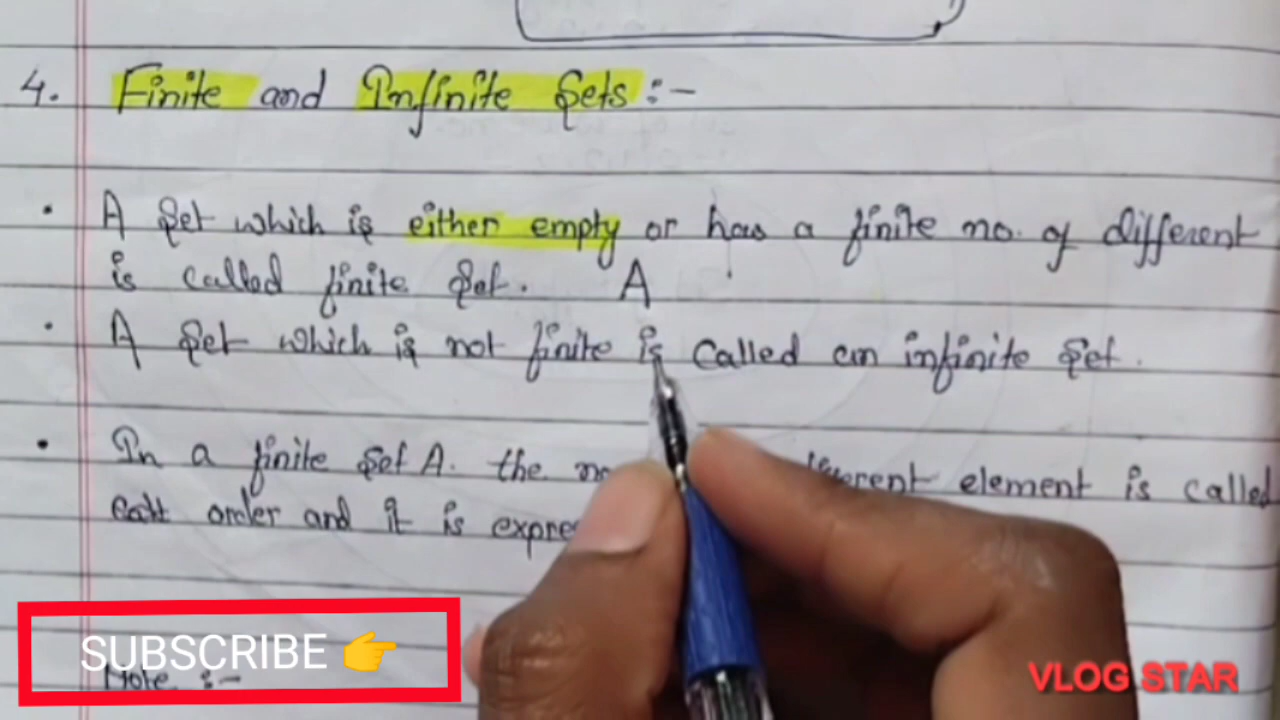 4. Finite and Infinite Sets :-
• A set which is either empty or has a finite no. of different
is called finite set. A
• A set which is not finite is called an infinite set.
• In a finite set A. the no element is called
order and it is
SUBSCRIBE 👉
Note :-
VLOG STAR